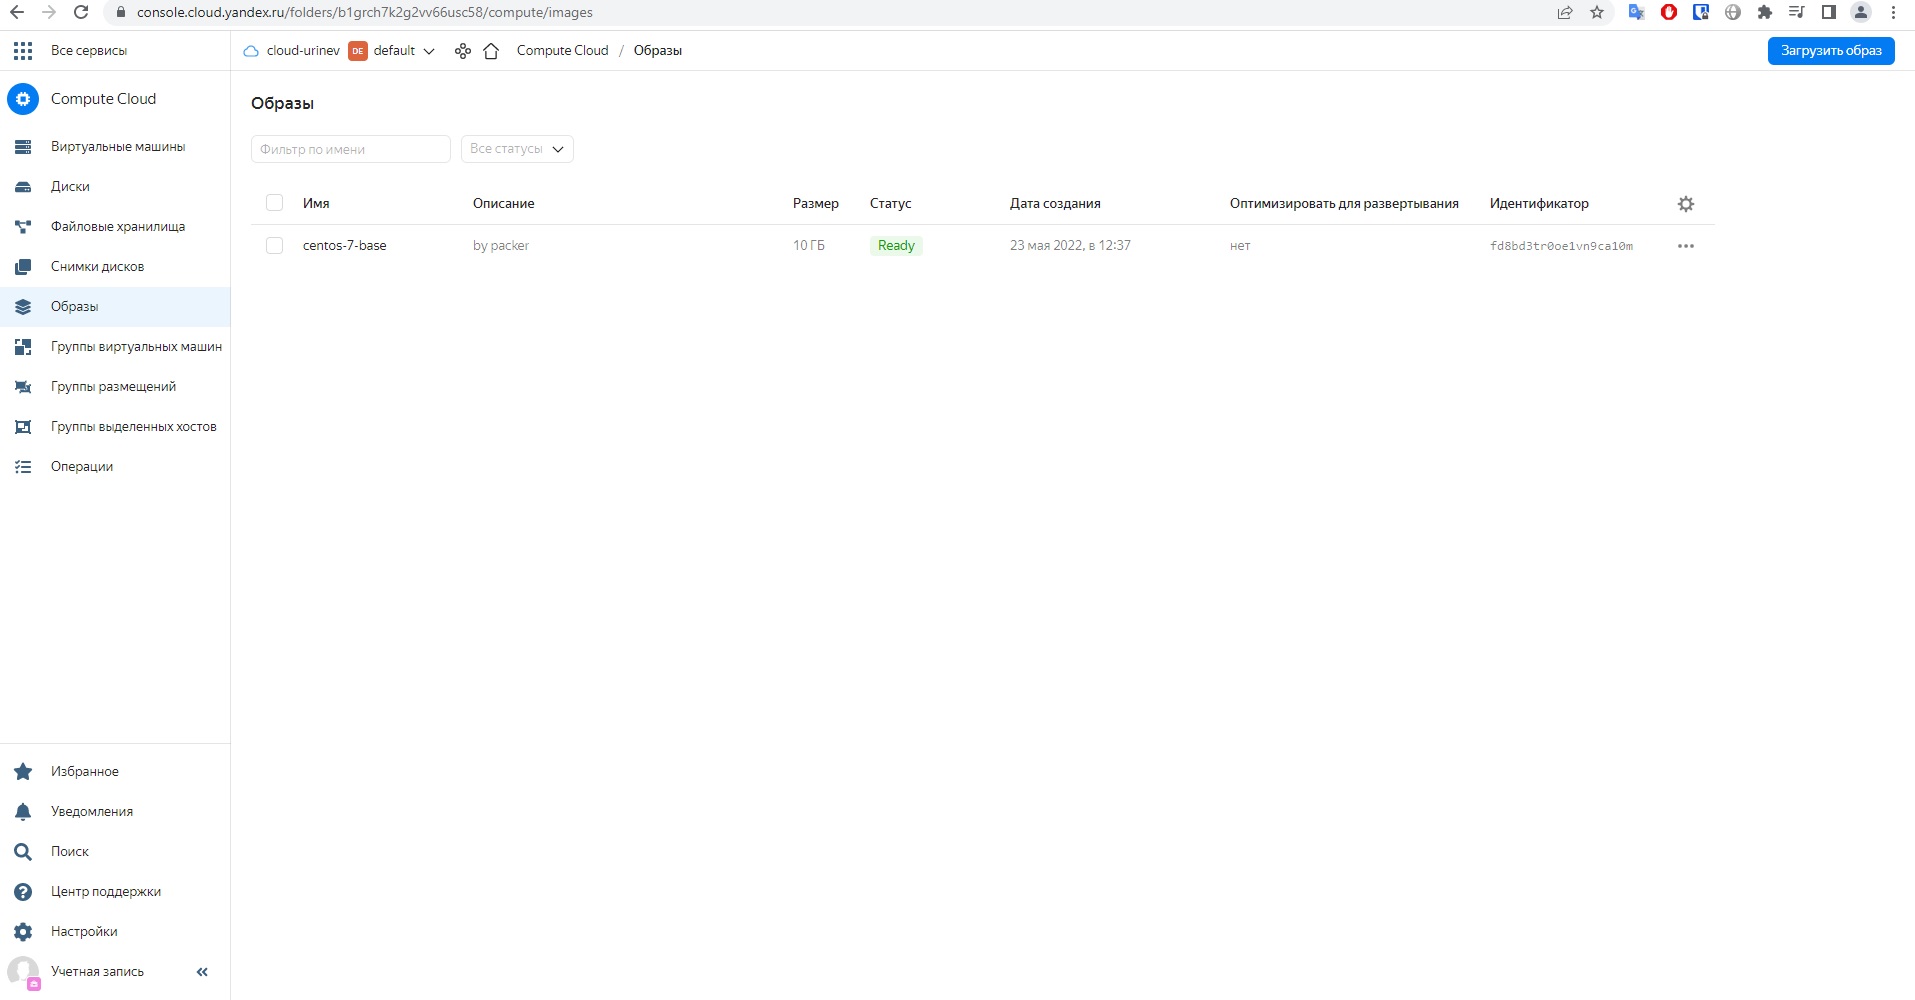 console.cloud.yandex.ru/folders/b1grch7k2g2vv66usc58/compute/images
Все сервисы
cloud-urinev DE default Compute Cloud / Образы
Загрузить образ
Compute Cloud
Виртуальные машины
Диски
Файловые хранилища
Снимки дисков
Образы
Группы виртуальных машин
Группы размещений
Группы выделенных хостов
Операции
Избранное
Уведомления
Поиск
Центр поддержки
Настройки
Учетная запись
Образы
Фильтр по имени Все статусы
Имя Описание Размер Статус Дата создания Оптимизировать для развертывания Идентификатор
centos-7-base by packer 10 ГБ Ready 23 мая 2022, в 12:37 нет fd8bd3tr0oe1vn9ca10m